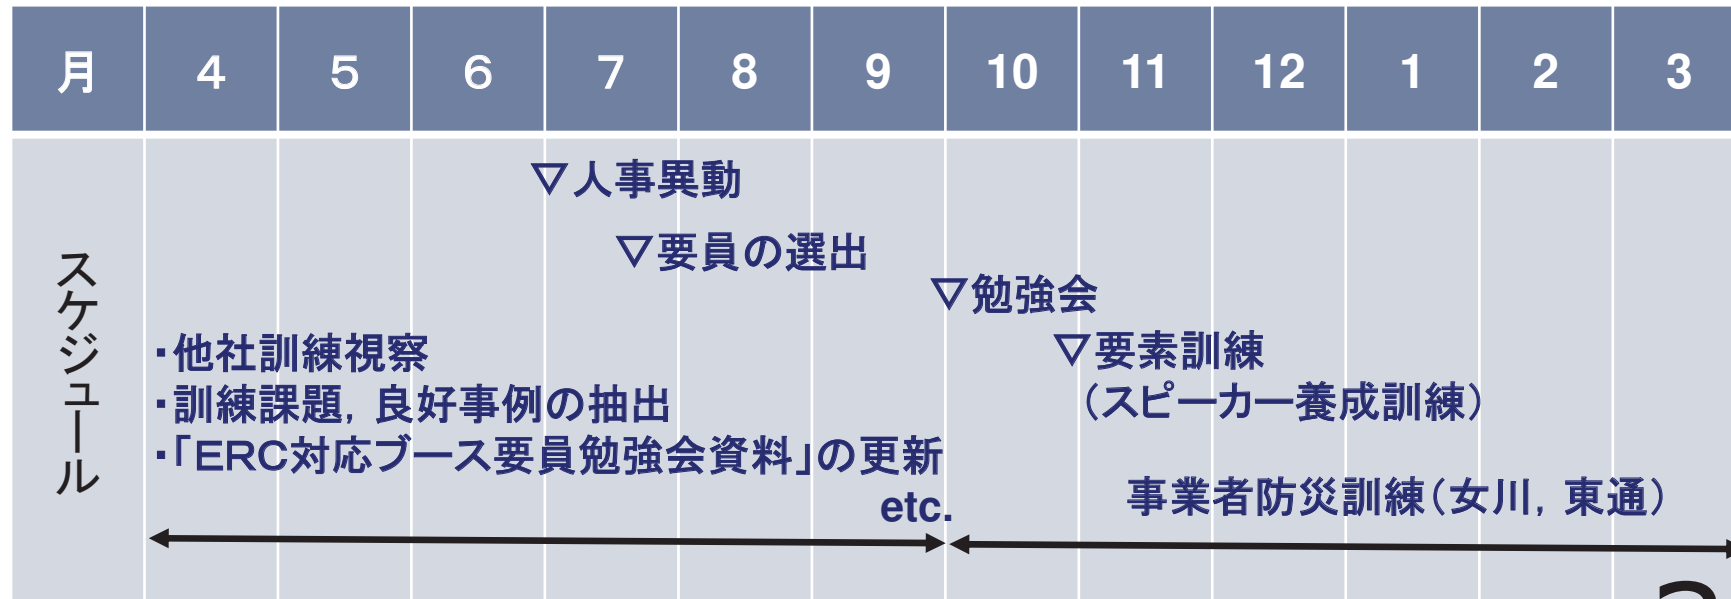 月 4 5 6 7 8 9 10 11 12 1 2 3
スケジュール
▽人事異動
▽要員の選出
▽勉強会
▽要素訓練
（スピーカー養成訓練）
・他社訓練視察
・訓練課題，良好事例の抽出
・「ERC対応ブース要員勉強会資料」の更新
etc.
事業者防災訓練（女川，東通）